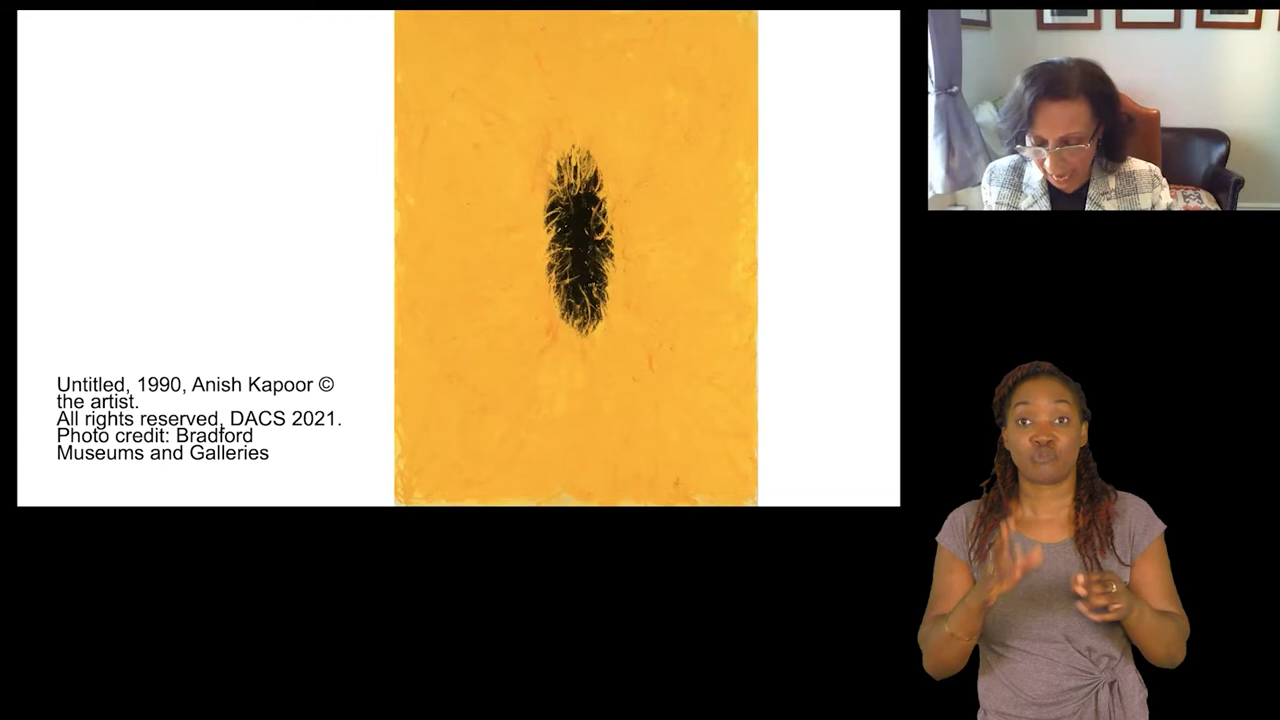 Untitled, 1990, Anish Kapoor ©
the artist.
All rights reserved, DACS 2021.
Photo credit: Bradford
Museums and Galleries